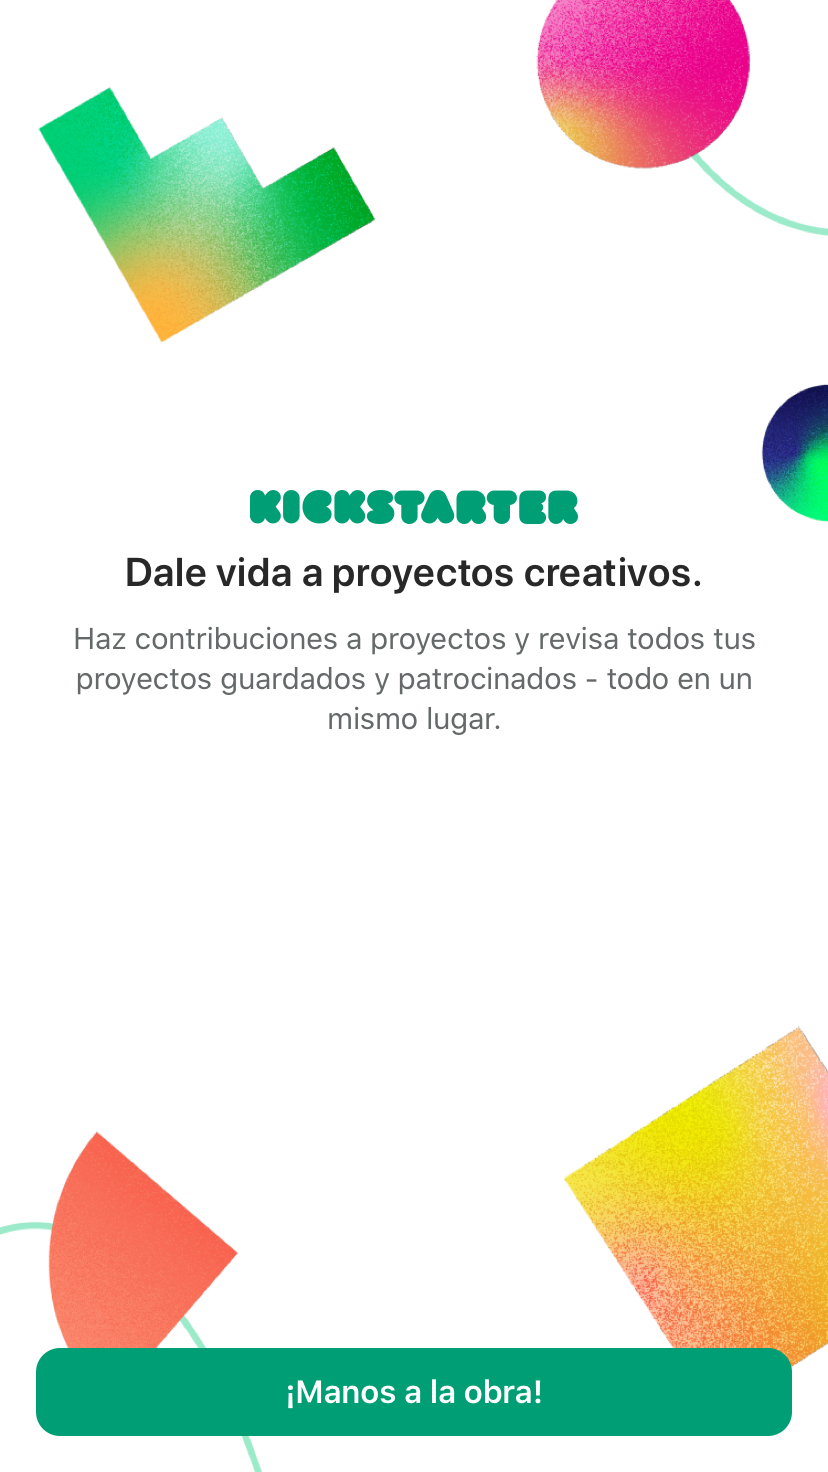 KICKSTARTER
Dale vida a proyectos creativos.
Haz contribuciones a proyectos y revisa todos tus
proyectos guardados y patrocinados - todo en un
mismo lugar.
¡Manos a la obra!